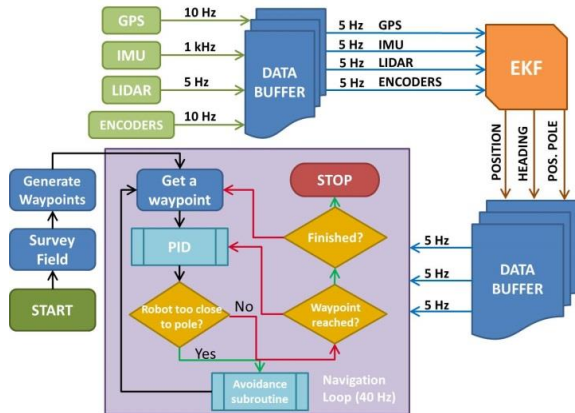 GPS
10 Hz
IMU
1 kHz
LIDAR
5 Hz
ENCODERS
10 Hz
DATA
BUFFER
5 Hz GPS
5 Hz IMU
5 Hz LIDAR
5 Hz ENCODERS
EKF
POSITION
HEADING
POS. POLE
DATA
BUFFER
5 Hz
5 Hz
5 Hz
Generate
Waypoints
Survey
Field
START
Get a
waypoint
PID
Robot too close
to pole?
No
Yes
Avoidance
subroutine
STOP
Finished?
Waypoint
reached?
Navigation
Loop (40 Hz)